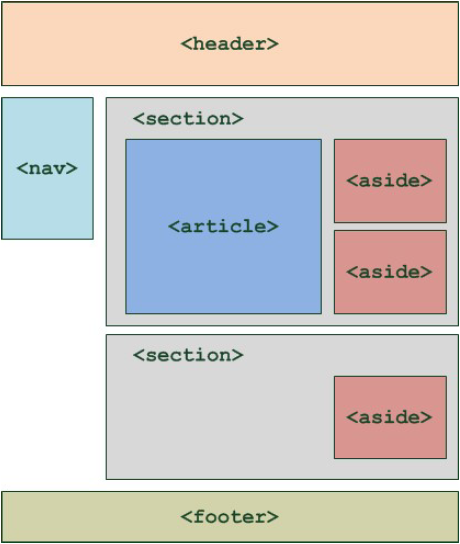 <header>
<nav>
<section>
<article>
<aside>
<aside>
<section>
<aside>
<footer>